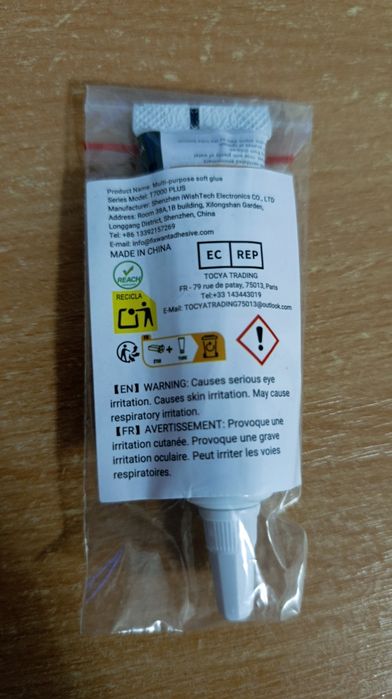 Product Name: Multi-purpose soft glue
Series Model: T7000 PLUS
Manufacturer: Shenzhen iWishTech Electronics CO., LTD
Address: Room 38A,1B building, Xilongshan Garden,
Longgang District, Shenzhen, China
Tel: +86 13392157269
E-mail: info@fixwantadhesive.com
MADE IN CHINA
REACH
EC REP
TOCYA TRADING
FR - 79 rue de patay, 75013, Paris
Tel:+33 143443019
E-Mail: TOCYATRADING75013@outlook.com
RECICLA
FR
【EN】WARNING: Causes serious eye
irritation. Causes skin irritation. May cause
respiratory irritation.
【FR】AVERTISSEMENT: Provoque une
irritation cutanée. Provoque une grave
irritation oculaire. Peut irriter les voies
respiratoires.